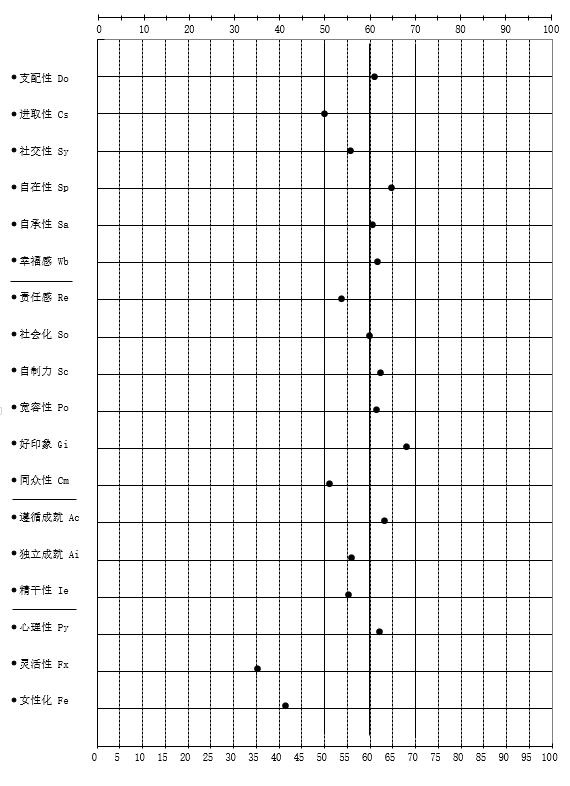 0 10 20 30 40 50 60 70 80 90 100
● 支配性 Do
● 进取性 Cs
● 社交性 Sy
● 自在性 Sp
● 自承性 Sa
● 幸福感 Wb
● 责任感 Re
● 社会化 So
● 自制力 Sc
● 宽容性 Po
● 好印象 Gi
● 同众性 Cm
● 遵循成就 Ac
● 独立成就 Ai
● 精干性 Ie
● 心理性 Py
● 灵活性 Fx
● 女性化 Fe
0 5 10 15 20 25 30 35 40 45 50 55 60 65 70 75 80 85 90 95 100